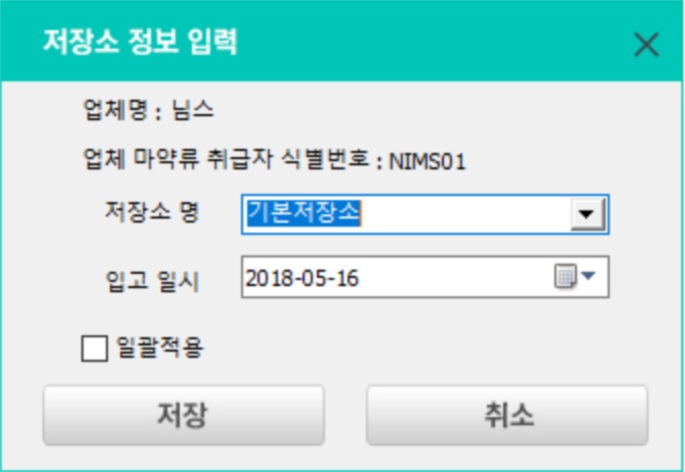 저장소 정보 입력
업체명 : 님스
업체 마약류 취급자 식별번호 : NIMS01
저장소 명 기본저장소
입고 일시 2018-05-16
일괄적용
저장 취소